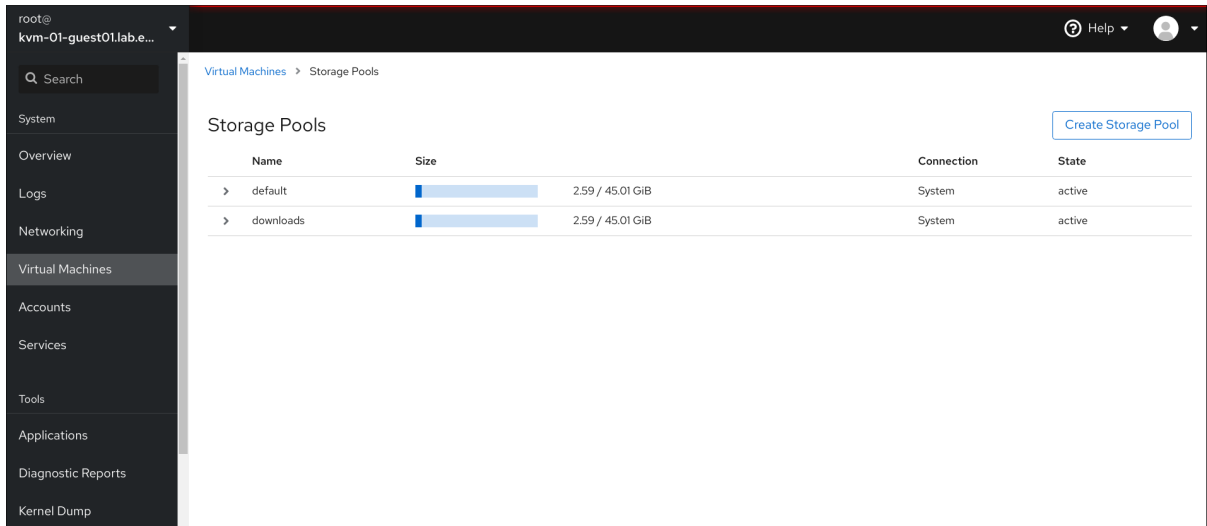 root@
kvm-01-guest01.lab.e...
Help
Search
System
Overview
Logs
Networking
Virtual Machines
Accounts
Services
Tools
Applications
Diagnostic Reports
Kernel Dump
Virtual Machines > Storage Pools
Storage Pools
Create Storage Pool
Name Size Connection State
default 2.59 / 45.01 GiB System active
downloads 2.59 / 45.01 GiB System active